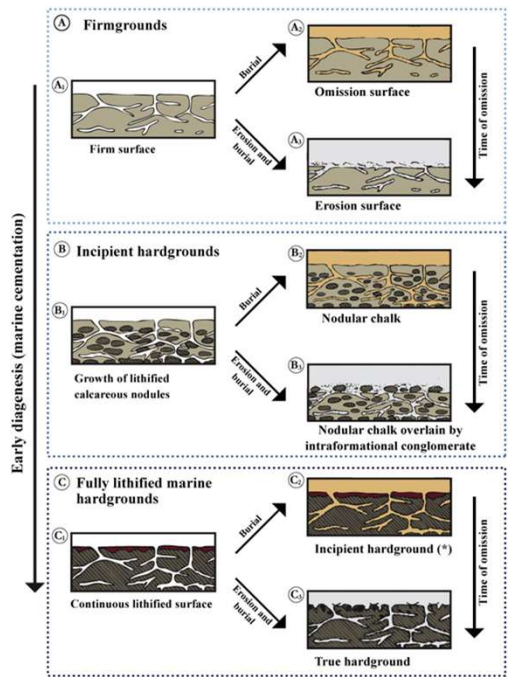 A Firmgrounds
A1
Firm surface
Burial
Erosion and
burial
A2
Omission surface
A3
Erosion surface
Time of omission
B Incipient hardgrounds
B1
Growth of lithified
calcareous nodules
Burial
Erosion and
burial
B2
Nodular chalk
B3
Nodular chalk overlain by
intraformational conglomerate
Time of omission
C Fully lithified marine
hardgrounds
C1
Continuous lithified surface
Burial
Erosion and
burial
C2
Incipient hardground (*)
C3
True hardground
Time of omission
Early diagenesis (marine cementation)